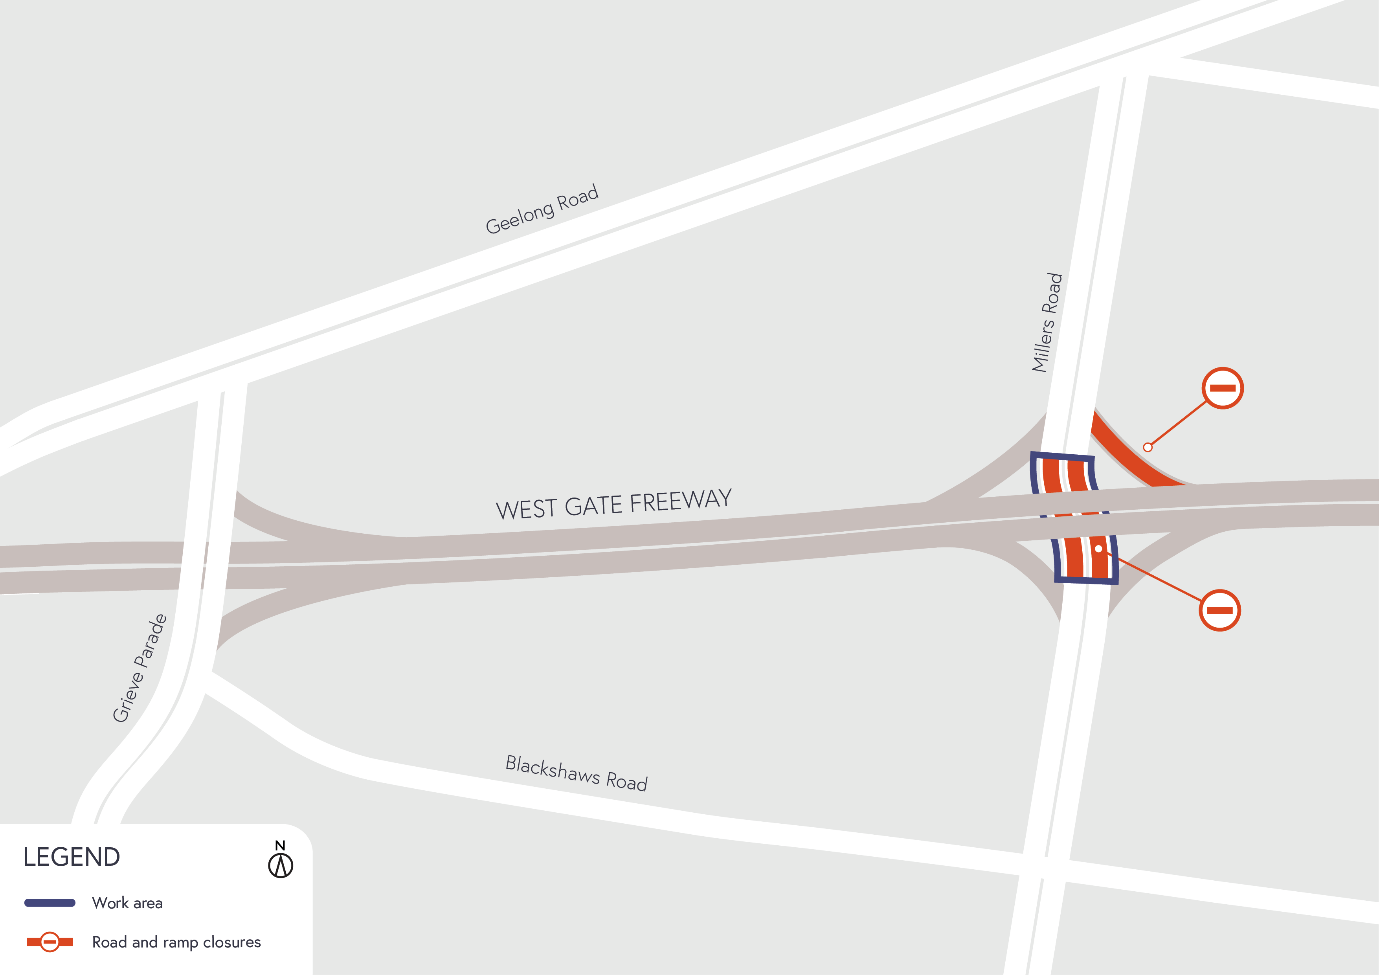 Geelong Road
Millers Road
WEST GATE FREEWAY
Grieve Parade
Blackshaws Road
LEGEND
N
Work area
Road and ramp closures